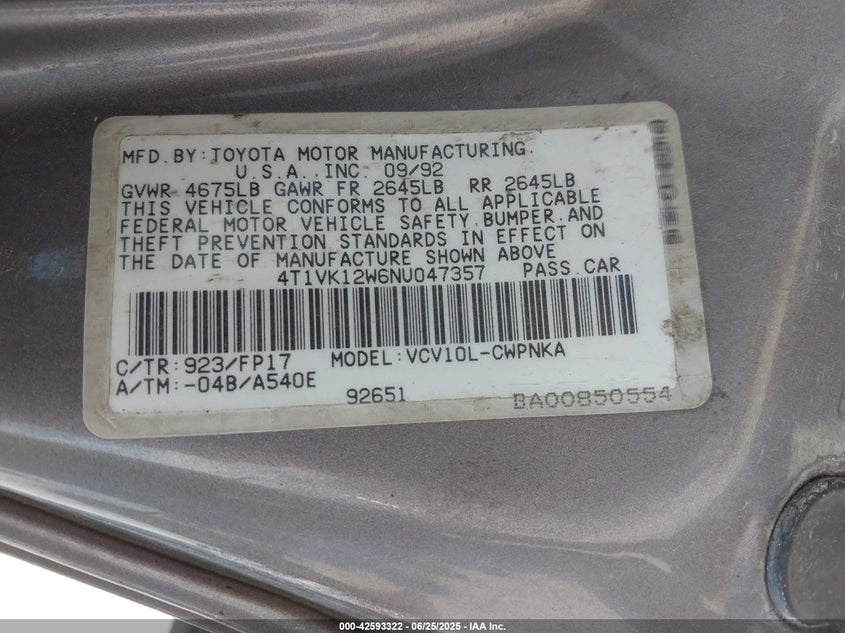 MFD. BY: TOYOTA MOTOR MANUFACTURING.
U.S.A., INC. 09/92
GVWR 4675LB GAWR FR 2645LB RR 2645LB
THIS VEHICLE CONFORMS TO ALL APPLICABLE
FEDERAL MOTOR VEHICLE SAFETY, BUMPER, AND
THEFT PREVENTION STANDARDS IN EFFECT ON
THE DATE OF MANUFACTURE SHOWN ABOVE
4T1VK12W6NU047357 PASS. CAR
C/TR: 923/FP17 MODEL: VCV10L-CWPNKA
A/TM: -04B/A540E
92651 BA00850554
000-42593322 | 06/25/2025 - IAA Inc.